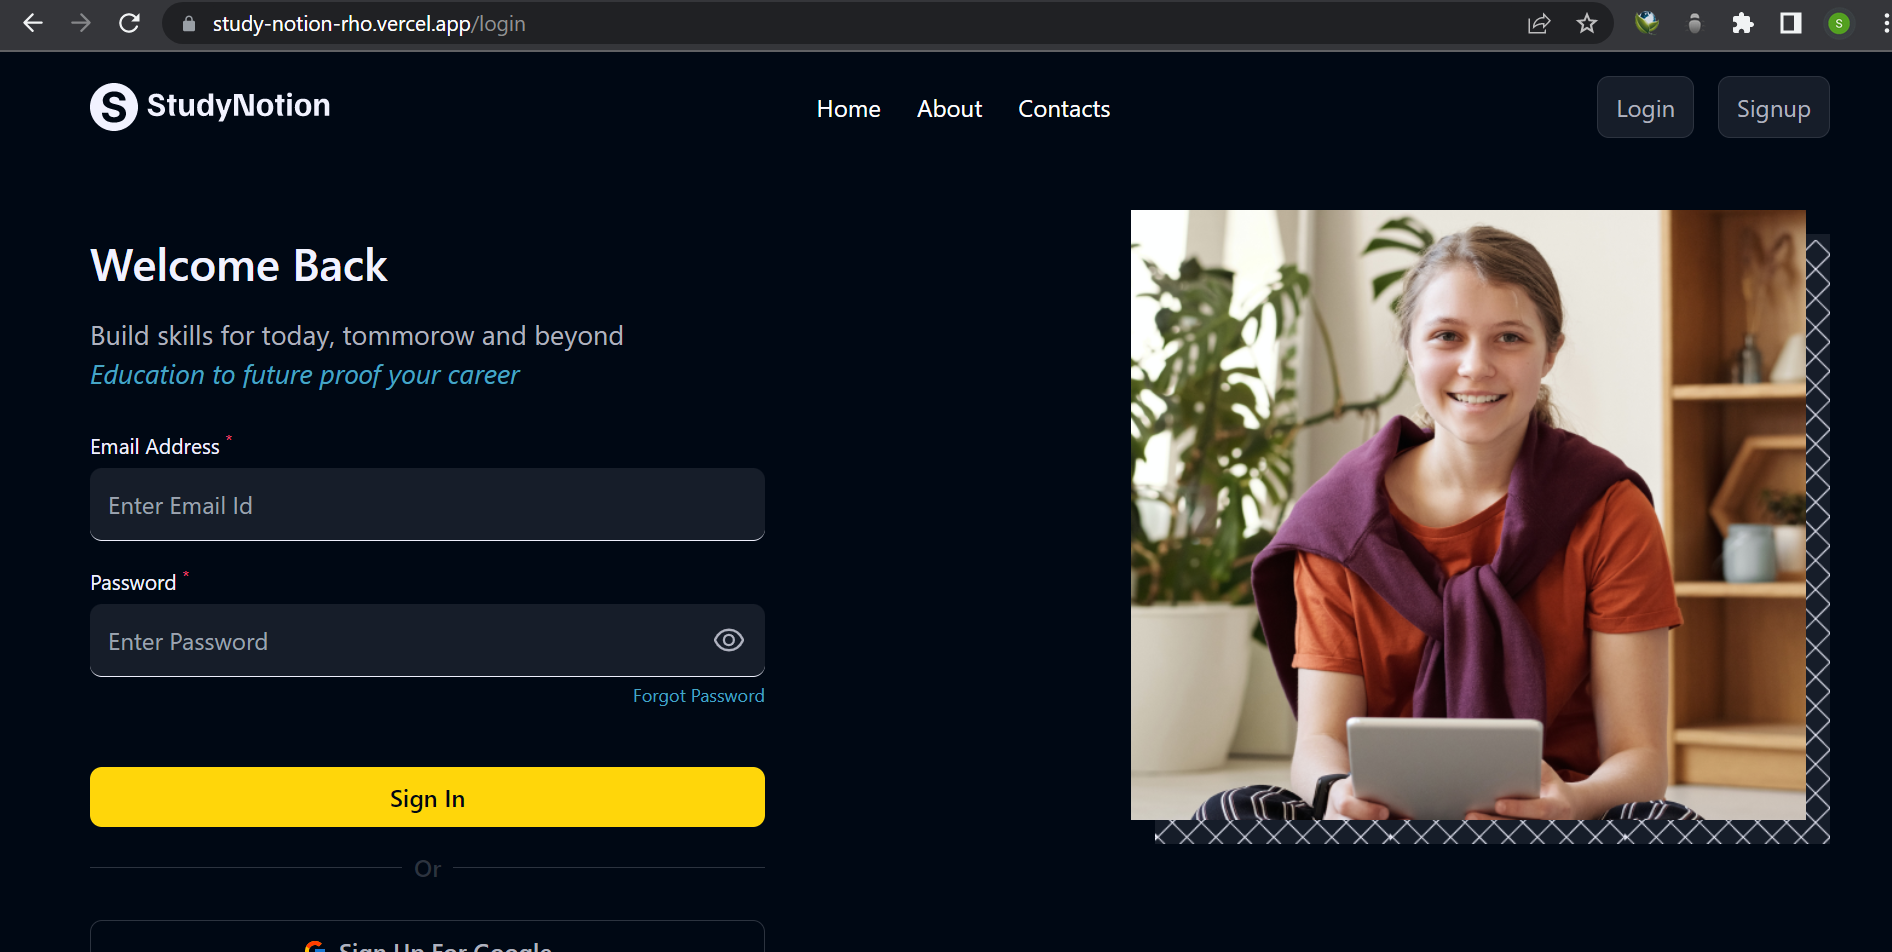 study-notion-rho.vercel.app/login
S
S StudyNotion
Home About Contacts
Login Signup
Welcome Back
Build skills for today, tommorow and beyond
Education to future proof your career
Email Address *
Enter Email Id
Password *
Enter Password
Forgot Password
Sign In
Or
Sign Up For Google